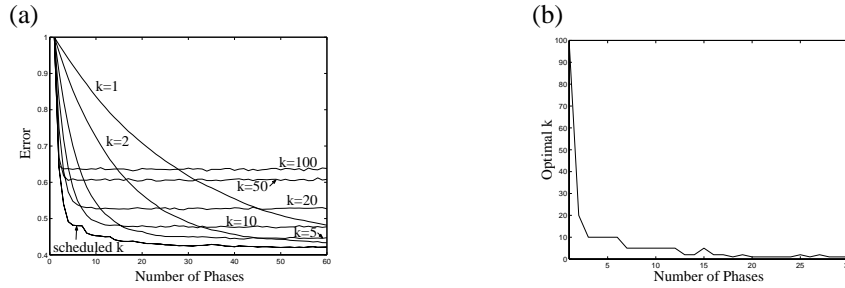 (a)
1
0.9
0.8
0.7
0.6
0.5
0.4
Error
k=1
k=2
k=100
k=50
k=20
k=10
k=5
scheduled k
0 10 20 30 40 50 60
Number of Phases
(b)
100
90
80
70
60
50
40
30
20
10
0
Optimal k
5 10 15 20 25 30
Number of Phases